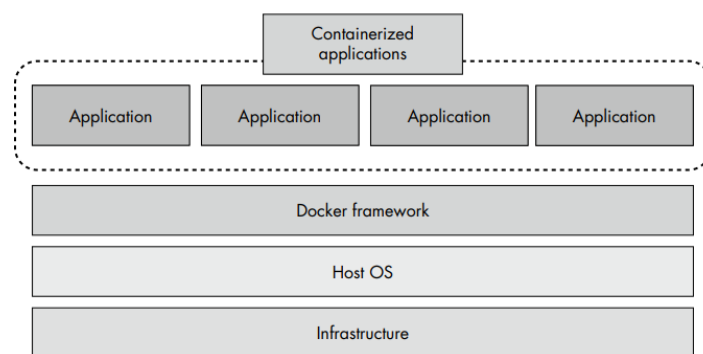 Containerized
applications
Application
Application
Application
Application
Docker framework
Host OS
Infrastructure